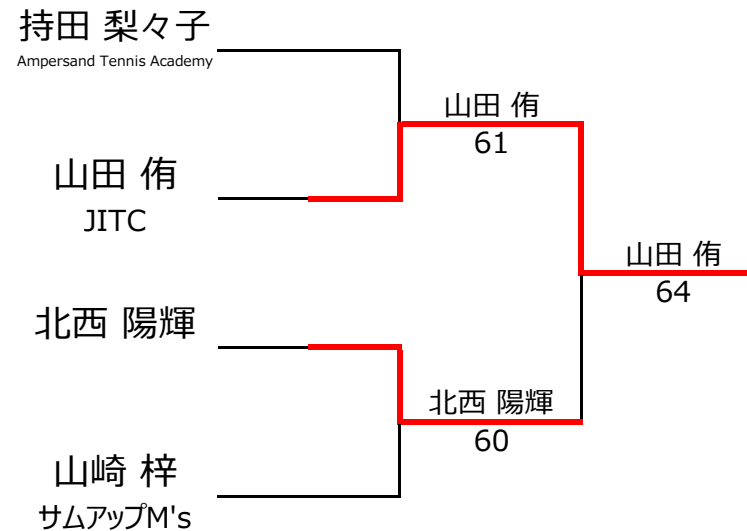 持田 梨々子
Ampersand Tennis Academy
山田 侑
61
山田 侑
JITC
山田 侑
64
北西 陽輝
北西 陽輝
60
山崎 梓
サムアップM's